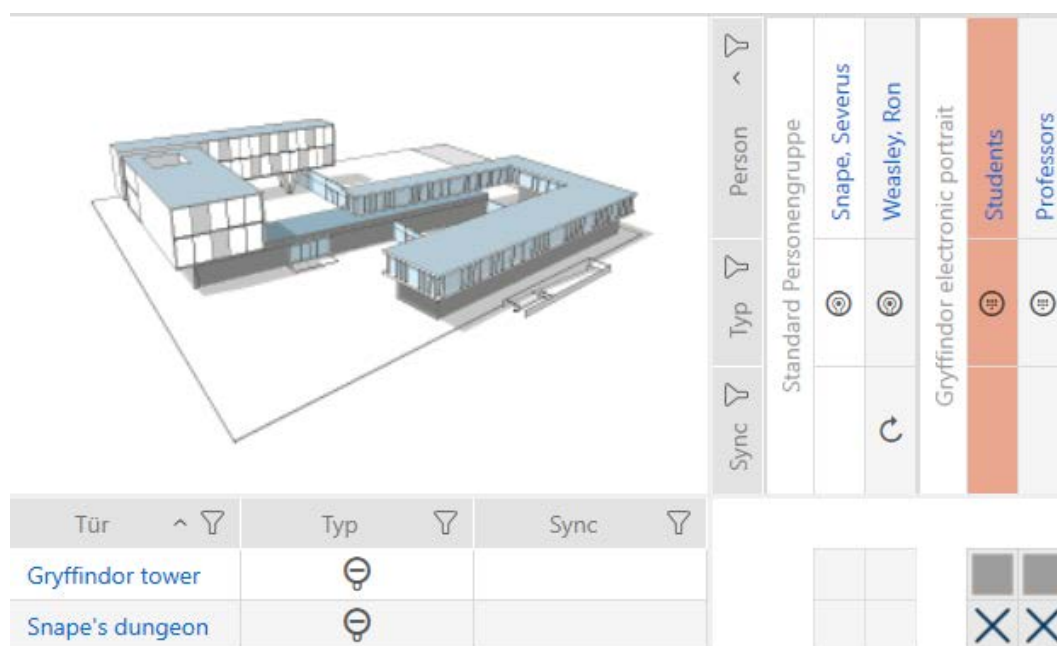 Person
Typ
Sync
Standard Personengruppe
Snape, Severus
Weasley, Ron
Gryffindor electronic portrait
Students
Professors
Tür
Typ
Sync
Gryffindor tower
Snape's dungeon